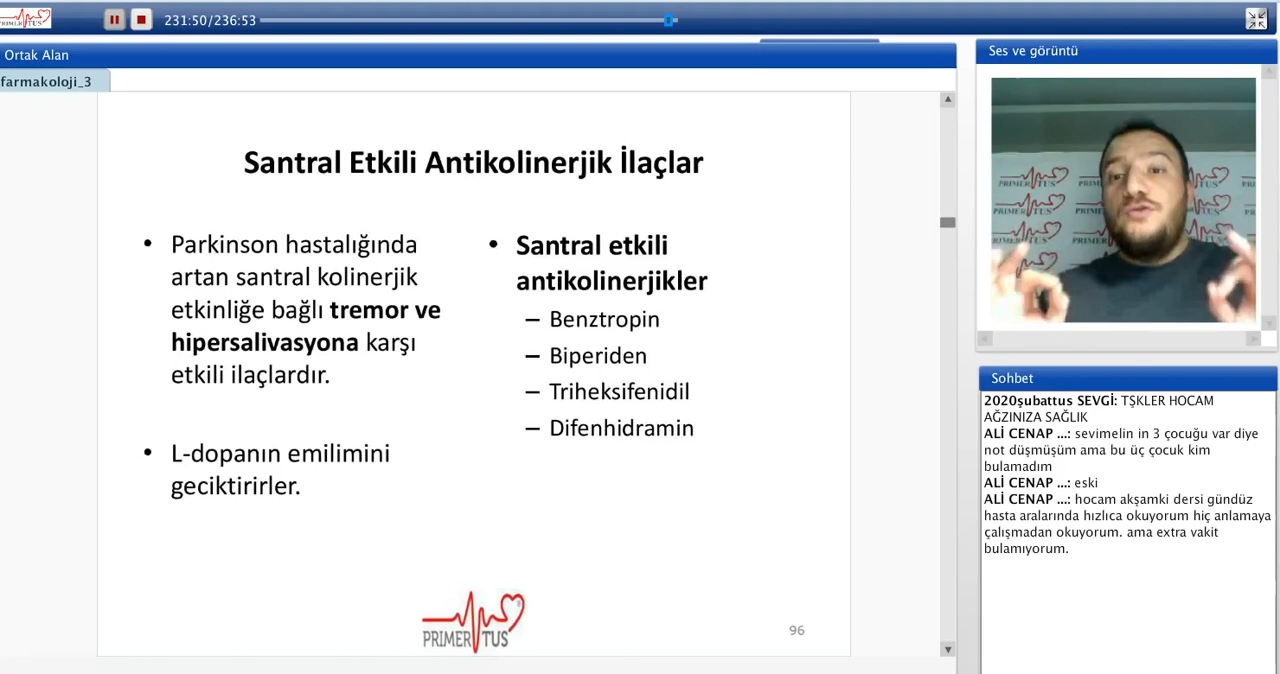 PRIMER TUS
231:50/236:53
Ortak Alan
farmakoloji_3
Santral Etkili Antikolinerjik İlaçlar
• Parkinson hastalığında
artan santral kolinerjik
etkinliğe bağlı tremor ve
hipersalivasyona karşı
etkili ilaçlardır.
• L-dopanın emilimini
geciktirirler.
• Santral etkili
antikolinerjikler
– Benztropin
– Biperiden
– Triheksifenidil
– Difenhidramin
PRIMER TUS
96
Ses ve görüntü
PRIMER TUS
Sohbet
2020şubattus SEVGİ: TŞKLER HOCAM
AĞZINIZA SAĞLIK
ALİ CENAP ...: sevimelin in 3 çocuğu var diye
not düşmüşüm ama bu üç çocuk kim
bulamadım
ALİ CENAP ...: eski
ALİ CENAP ...: hocam akşamki dersi gündüz
hasta aralarında hızlıca okuyorum hiç anlamaya
çalışmadan okuyorum. ama extra vakit
bulamıyorum.